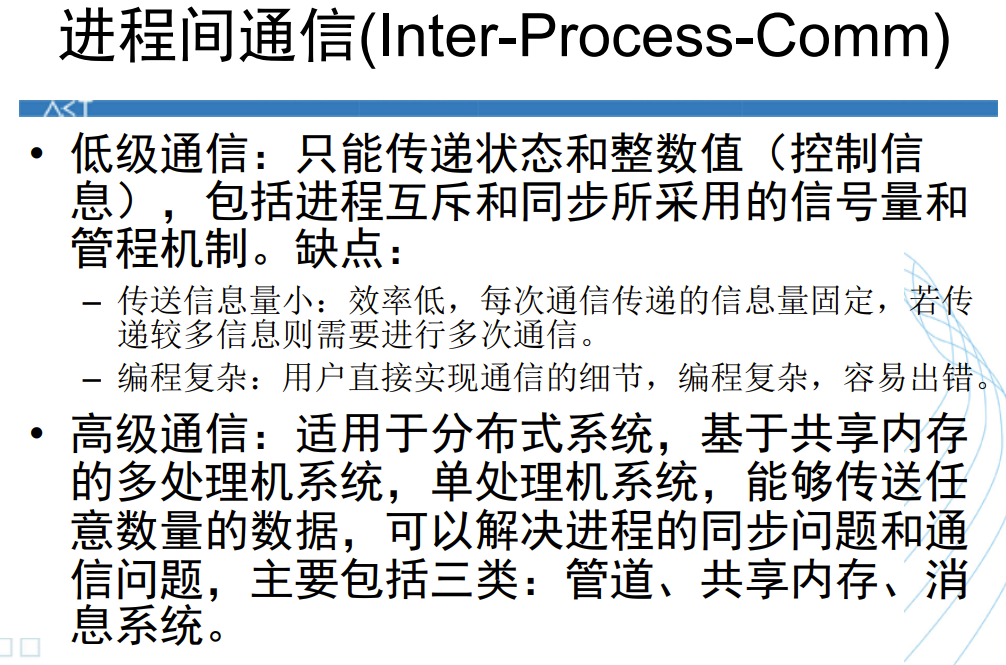 进程间通信(Inter-Process-Comm)
• 低级通信：只能传递状态和整数值（控制信
息），包括进程互斥和同步所采用的信号量和
管程机制。缺点：
– 传送信息量小：效率低，每次通信传递的信息量固定，若传
递较多信息则需要进行多次通信。
– 编程复杂：用户直接实现通信的细节，编程复杂，容易出错。
• 高级通信：适用于分布式系统，基于共享内存
的多处理机系统，单处理机系统，能够传送任
意数量的数据，可以解决进程的同步问题和通
信问题，主要包括三类：管道、共享内存、消
息系统。